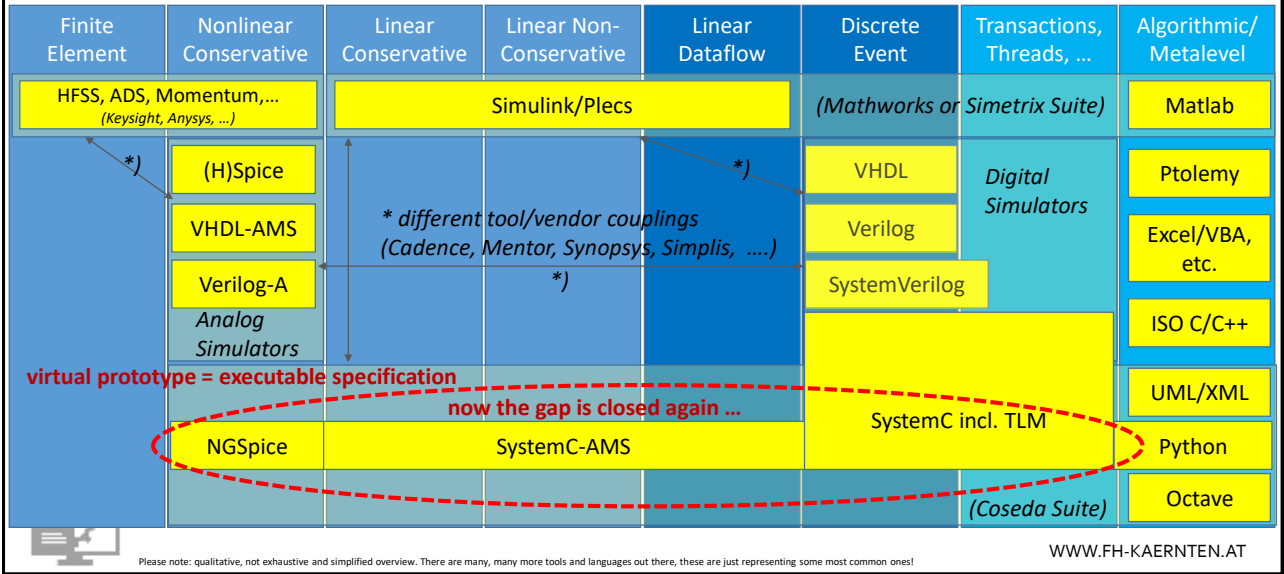 Finite
Element
Nonlinear
Conservative
Linear
Conservative
Linear Non-
Conservative
Linear
Dataflow
Discrete
Event
Transactions,
Threads, …
Algorithmic/
Metalevel
HFSS, ADS, Momentum,…
(Keysight, Anysys, …)
Simulink/Plecs
(Mathworks or Simetrix Suite)
Matlab
*)
(H)Spice
*)
VHDL
Digital
Simulators
Ptolemy
VHDL-AMS
* different tool/vendor couplings
(Cadence, Mentor, Synopsys, Simplis, ….)
Verilog
Excel/VBA,
etc.
Verilog-A
*)
SystemVerilog
Analog
Simulators
ISO C/C++
virtual prototype = executable specification
now the gap is closed again …
UML/XML
NGSpice
SystemC-AMS
SystemC incl. TLM
Python
(Coseda Suite)
Octave
WWW.FH-KAERNTEN.AT
Please note: qualitative, not exhaustive and simplified overview. There are many, many more tools and languages out there, these are just representing some most common ones!